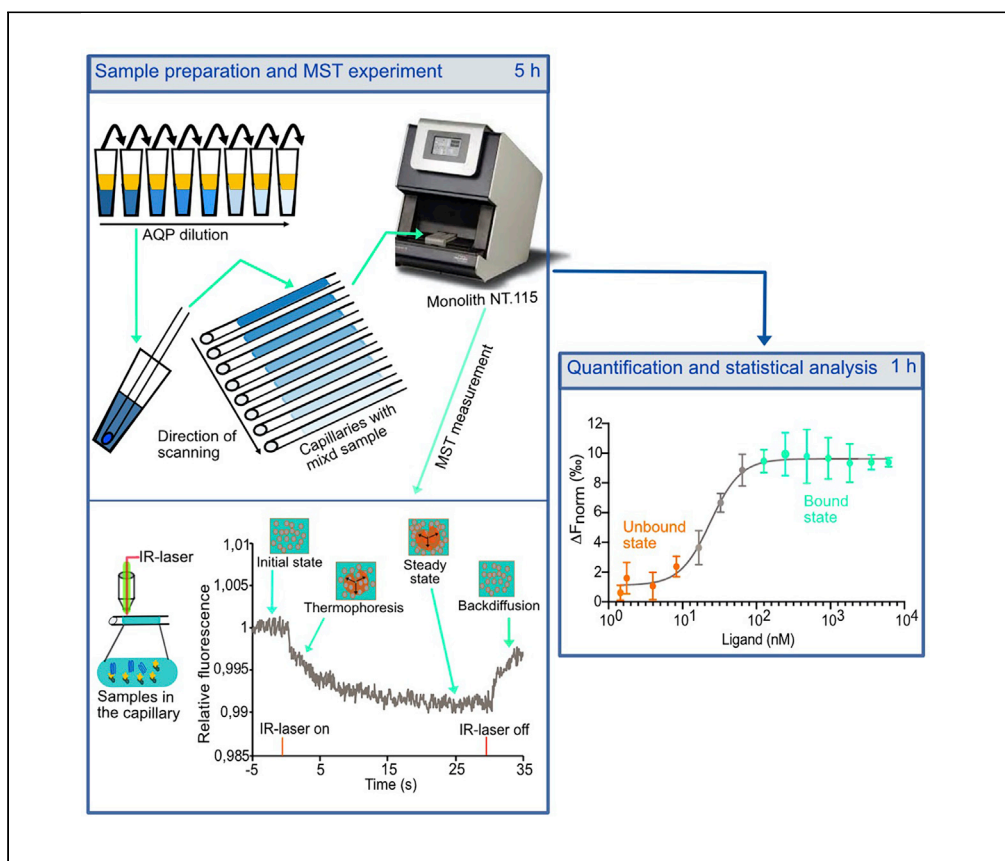 Sample preparation and MST experiment 5 h
AQP dilution
Monolith NT.115
Direction of
scanning
Capillaries with
mixd sample
MST measurement
IR-laser
Samples in
the capillary
Relative fluorescence
1,01
1,005
1
0,995
0,99
0,985
Initial state
Thermophoresis
Steady
state
Backdiffusion
IR-laser on
IR-laser off
-5 5 15 25 35
Time (s)
Quantification and statistical analysis 1 h
ΔFnorm (‰)
12
10
8
6
4
2
0
Unbound
state
Bound
state
10⁰ 10¹ 10² 10³ 10⁴
Ligand (nM)